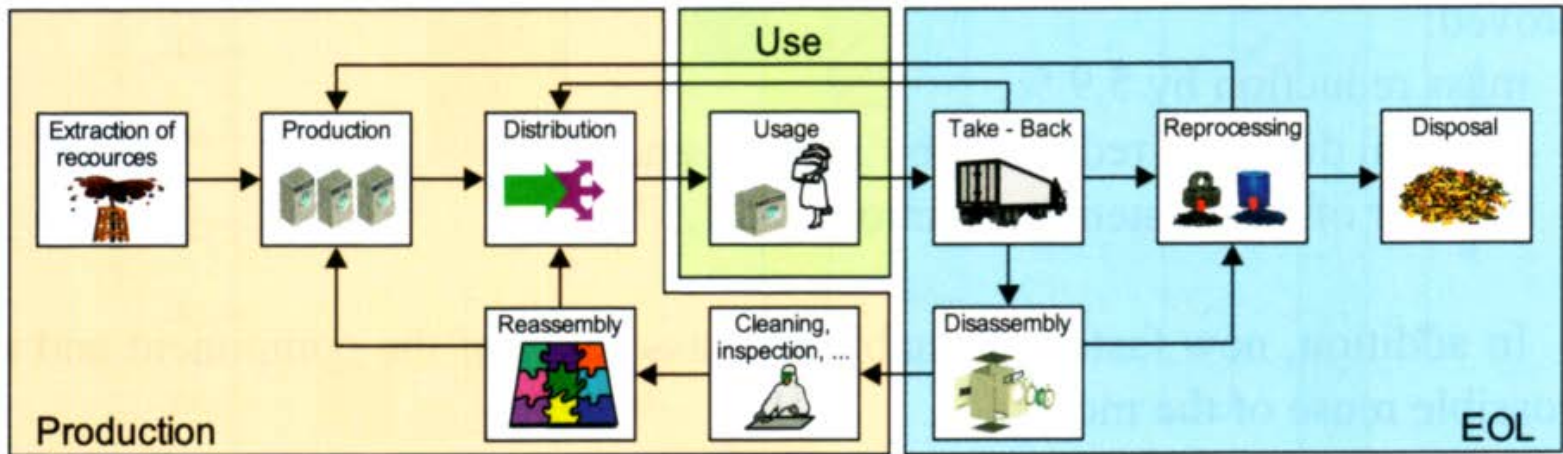 Use
Extraction of
recources
Production
Distribution
Usage
Take - Back
Reprocessing
Disposal
Reassembly
Cleaning,
inspection, ...
Disassembly
Production
EOL